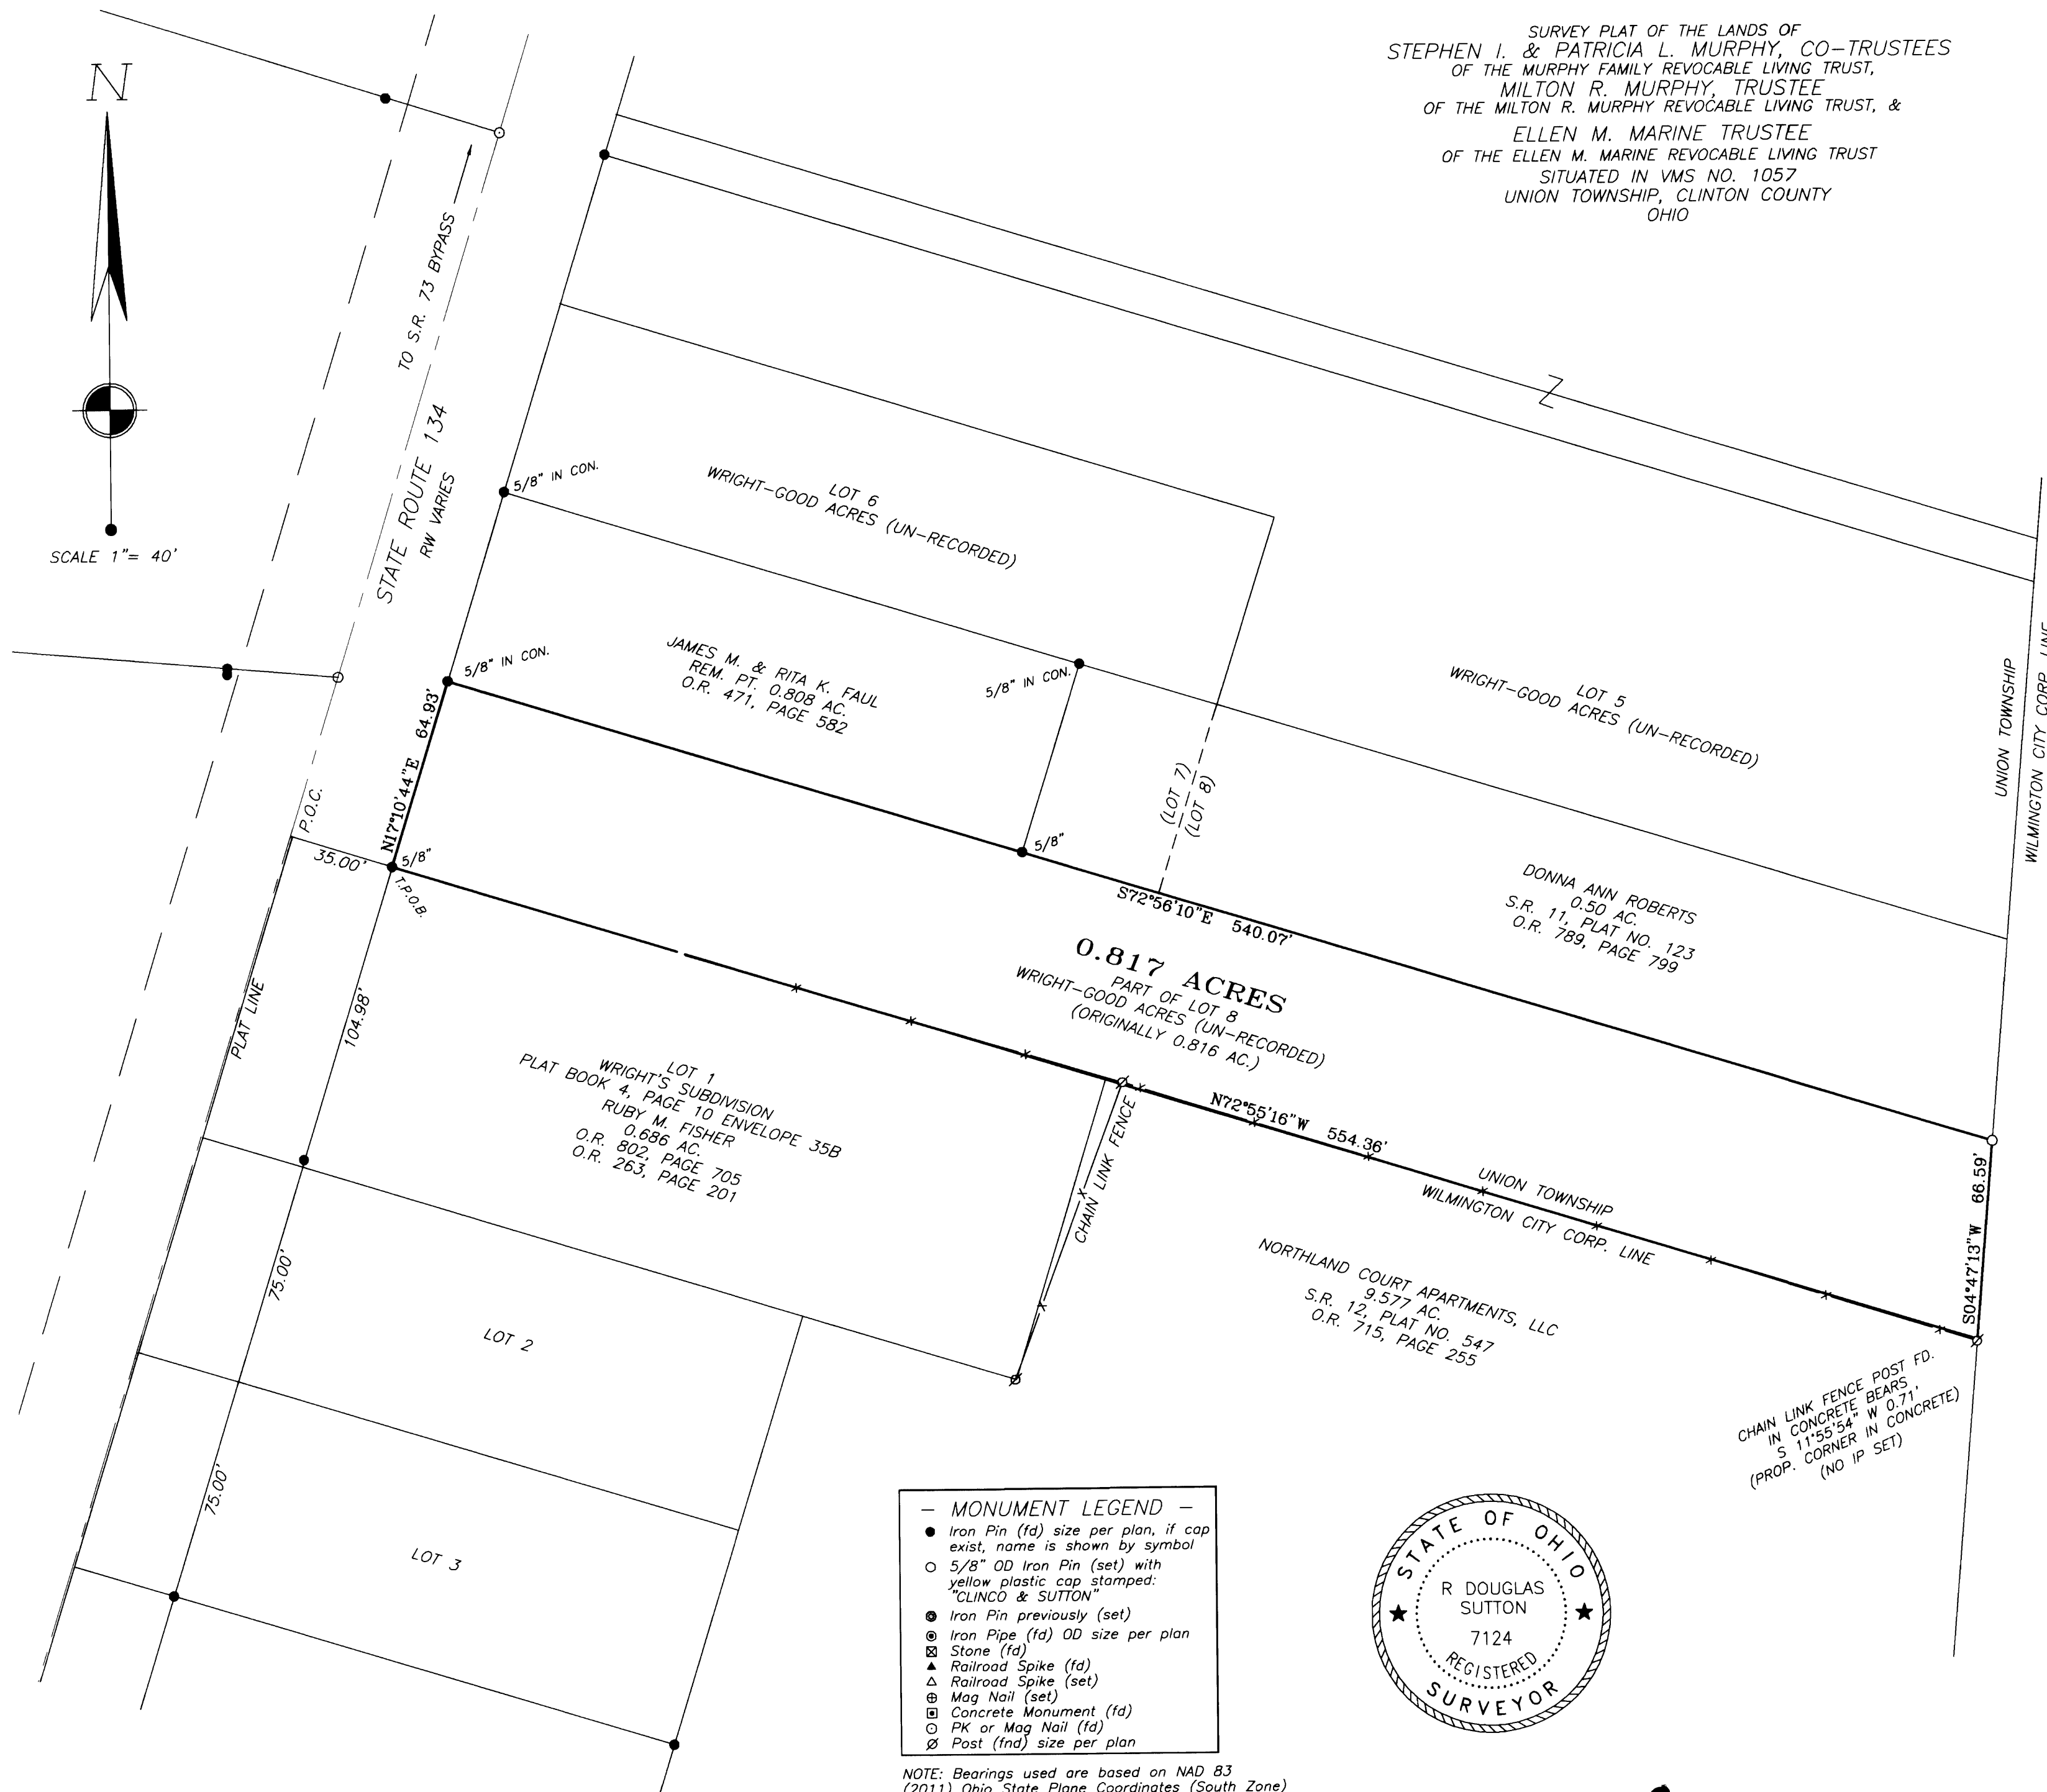 SURVEY PLAT OF THE LANDS OF
STEPHEN I. & PATRICIA L. MURPHY, CO-TRUSTEES
OF THE MURPHY FAMILY REVOCABLE LIVING TRUST,
MILTON R. MURPHY, TRUSTEE
OF THE MILTON R. MURPHY REVOCABLE LIVING TRUST, &
ELLEN M. MARINE TRUSTEE
OF THE ELLEN M. MARINE REVOCABLE LIVING TRUST
SITUATED IN VMS NO. 1057
UNION TOWNSHIP, CLINTON COUNTY
OHIO
N
SCALE 1"= 40'
TO S.R. 73 BYPASS
STATE ROUTE 134
RW VARIES
5/8" IN CON.
LOT 6
WRIGHT-GOOD ACRES (UN-RECORDED)
5/8" IN CON.
JAMES M. & RITA K. FAUL
REM. PT. 0.808 AC.
O.R. 471, PAGE 582
5/8" IN CON.
LOT 5
WRIGHT-GOOD ACRES (UN-RECORDED)
UNION TOWNSHIP
WILMINGTON CITY CORP. LINE
N17°10'44"E 64.93'
P.O.C.
35.00'
5/8"
T.P.O.B.
5/8"
(LOT 7)
(LOT 8)
S72°56'10"E 540.07'
DONNA ANN ROBERTS
0.50 AC.
S.R. 11, PLAT NO. 123
O.R. 789, PAGE 799
0.817 ACRES
PART OF LOT 8
WRIGHT-GOOD ACRES (UN-RECORDED)
(ORIGINALLY 0.816 AC.)
PLAT LINE
104.98'
LOT 1
WRIGHT'S SUBDIVISION
PLAT BOOK 4, PAGE 10 ENVELOPE 35B
RUBY M. FISHER
0.686 AC.
O.R. 802, PAGE 705
O.R. 263, PAGE 201
CHAIN LINK FENCE
N72°55'16"W 554.36'
UNION TOWNSHIP
WILMINGTON CITY CORP. LINE
S04°47'13"W 66.59'
NORTHLAND COURT APARTMENTS, LLC
9.577 AC.
S.R. 12, PLAT NO. 547
O.R. 715, PAGE 255
75.00'
LOT 2
CHAIN LINK FENCE POST FD.
IN CONCRETE BEARS
S 11°55'54" W 0.71'
(PROP. CORNER IN CONCRETE)
(NO IP SET)
75.00'
LOT 3
- MONUMENT LEGEND -
Iron Pin (fd) size per plan, if cap
exist, name is shown by symbol
5/8" OD Iron Pin (set) with
yellow plastic cap stamped:
"CLINCO & SUTTON"
Iron Pin previously (set)
Iron Pipe (fd) OD size per plan
Stone (fd)
Railroad Spike (fd)
Railroad Spike (set)
Mag Nail (set)
Concrete Monument (fd)
PK or Mag Nail (fd)
Post (fnd) size per plan
STATE OF OHIO
R DOUGLAS
SUTTON
7124
REGISTERED
SURVEYOR
NOTE: Bearings used are based on NAD 83
(2011) Ohio State Plane Coordinates (South Zone)